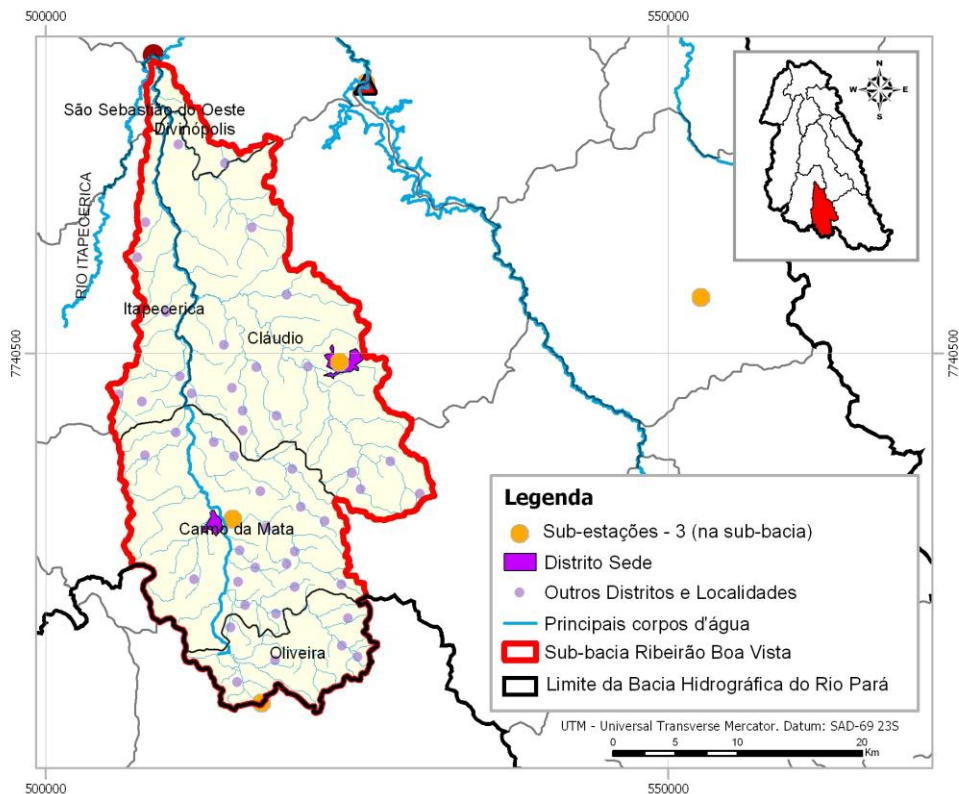 500000
550000
N
W
E
S
São Sebastião do Oeste
Divinópolis
RIO ITAPECERICA
Itapecerica
Cláudio
7740500
7740500
Carmo da Mata
Oliveira
Legenda
Sub-estações - 3 (na sub-bacia)
Distrito Sede
Outros Distritos e Localidades
Principais corpos d'água
Sub-bacia Ribeirão Boa Vista
Limite da Bacia Hidrográfica do Rio Pará
UTM - Universal Transverse Mercator. Datum: SAD-69 23S
0 5 10 20
Km
500000
550000